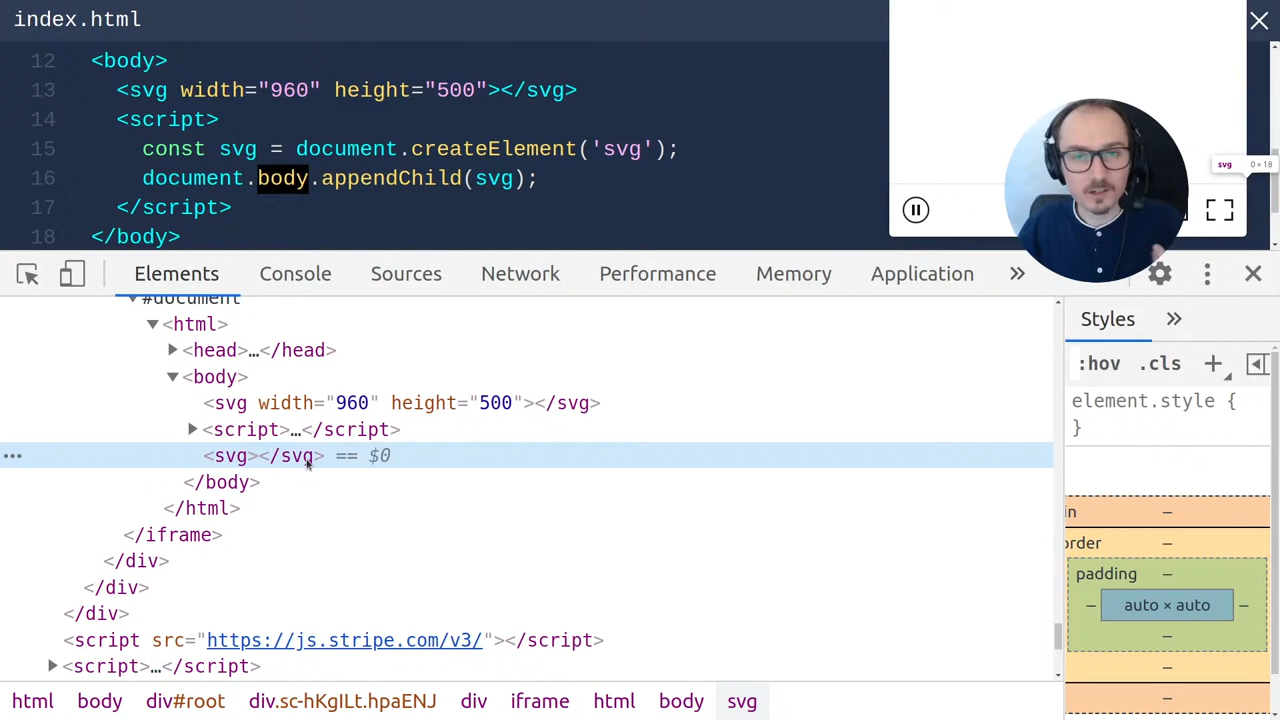 index.html
12 <body>
13 <svg width="960" height="500"></svg>
14 <script>
15 const svg = document.createElement('svg');
16 document.body.appendChild(svg);
17 </script>
18 </body>
svg 0×18
Elements Console Sources Network Performance Memory Application »
#document
<html>
<head>…</head>
<body>
<svg width="960" height="500"></svg>
<script>…</script>
<svg></svg> == $0
</body>
</html>
</iframe>
</div>
</div>
</div>
<script src="https://js.stripe.com/v3/"></script>
<script>…</script>
html body div#root div.sc-hKgILt.hpaENJ div iframe html body svg
Styles »
:hov .cls +
element.style {
}
in –
order –
padding –
– auto × auto –
–
–
–